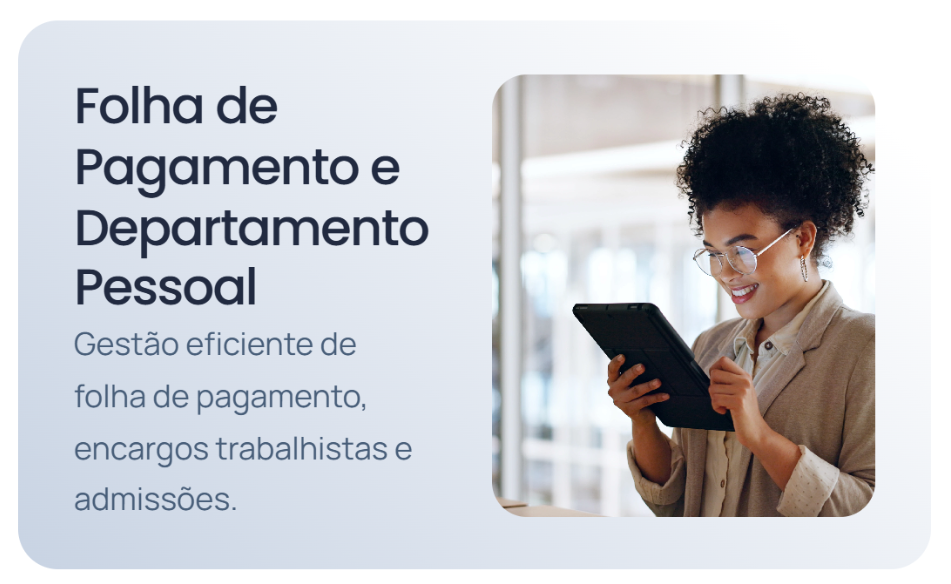 Folha de
Pagamento e
Departamento
Pessoal
Gestão eficiente de
folha de pagamento,
encargos trabalhistas e
admissões.